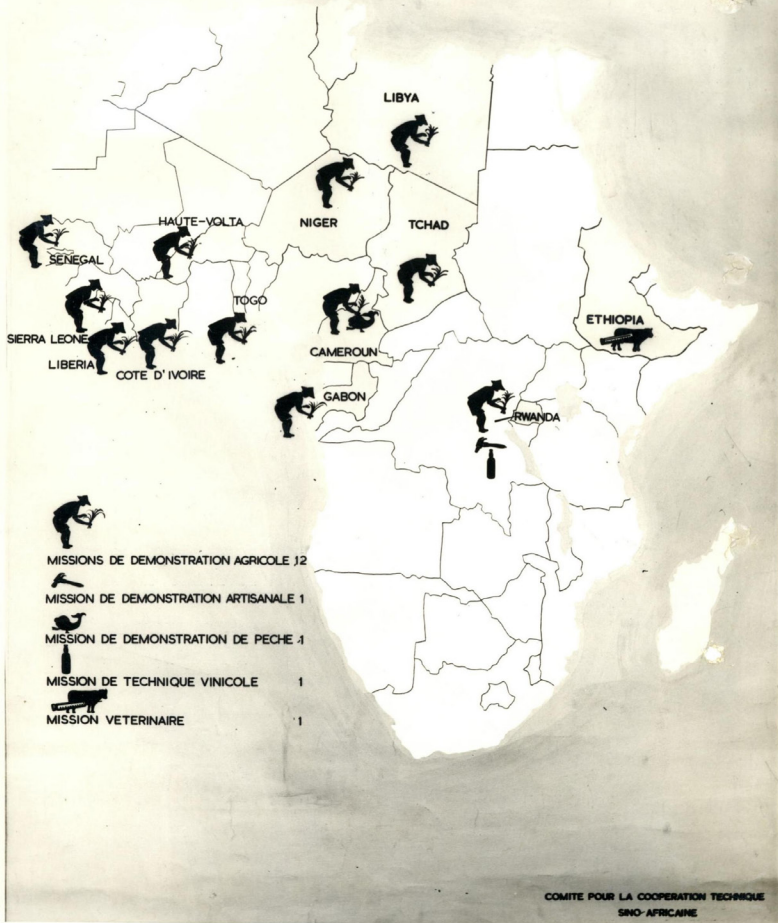 LIBYA
HAUTE-VOLTA
NIGER
TCHAD
SENEGAL
TOGO
ETHIOPIA
SIERRA LEONE
CAMEROUN
LIBERIA
COTE D'IVOIRE
GABON
RWANDA
MISSIONS DE DEMONSTRATION AGRICOLE 12
MISSION DE DEMONSTRATION ARTISANALE 1
MISSION DE DEMONSTRATION DE PECHE 1
MISSION DE TECHNIQUE VINICOLE 1
MISSION VETERINAIRE 1
COMITE POUR LA COOPERATION TECHNIQUE
SINO-AFRICAINE